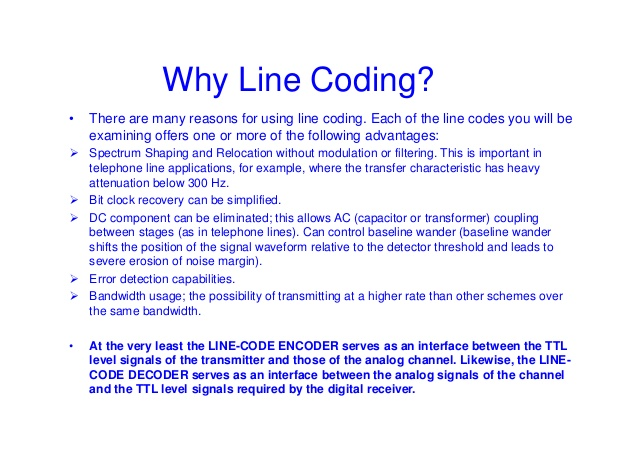 Why Line Coding?
• There are many reasons for using line coding. Each of the line codes you will be
examining offers one or more of the following advantages:
➢ Spectrum Shaping and Relocation without modulation or filtering. This is important in
telephone line applications, for example, where the transfer characteristic has heavy
attenuation below 300 Hz.
➢ Bit clock recovery can be simplified.
➢ DC component can be eliminated; this allows AC (capacitor or transformer) coupling
between stages (as in telephone lines). Can control baseline wander (baseline wander
shifts the position of the signal waveform relative to the detector threshold and leads to
severe erosion of noise margin).
➢ Error detection capabilities.
➢ Bandwidth usage; the possibility of transmitting at a higher rate than other schemes over
the same bandwidth.
• At the very least the LINE-CODE ENCODER serves as an interface between the TTL
level signals of the transmitter and those of the analog channel. Likewise, the LINE-
CODE DECODER serves as an interface between the analog signals of the channel
and the TTL level signals required by the digital receiver.